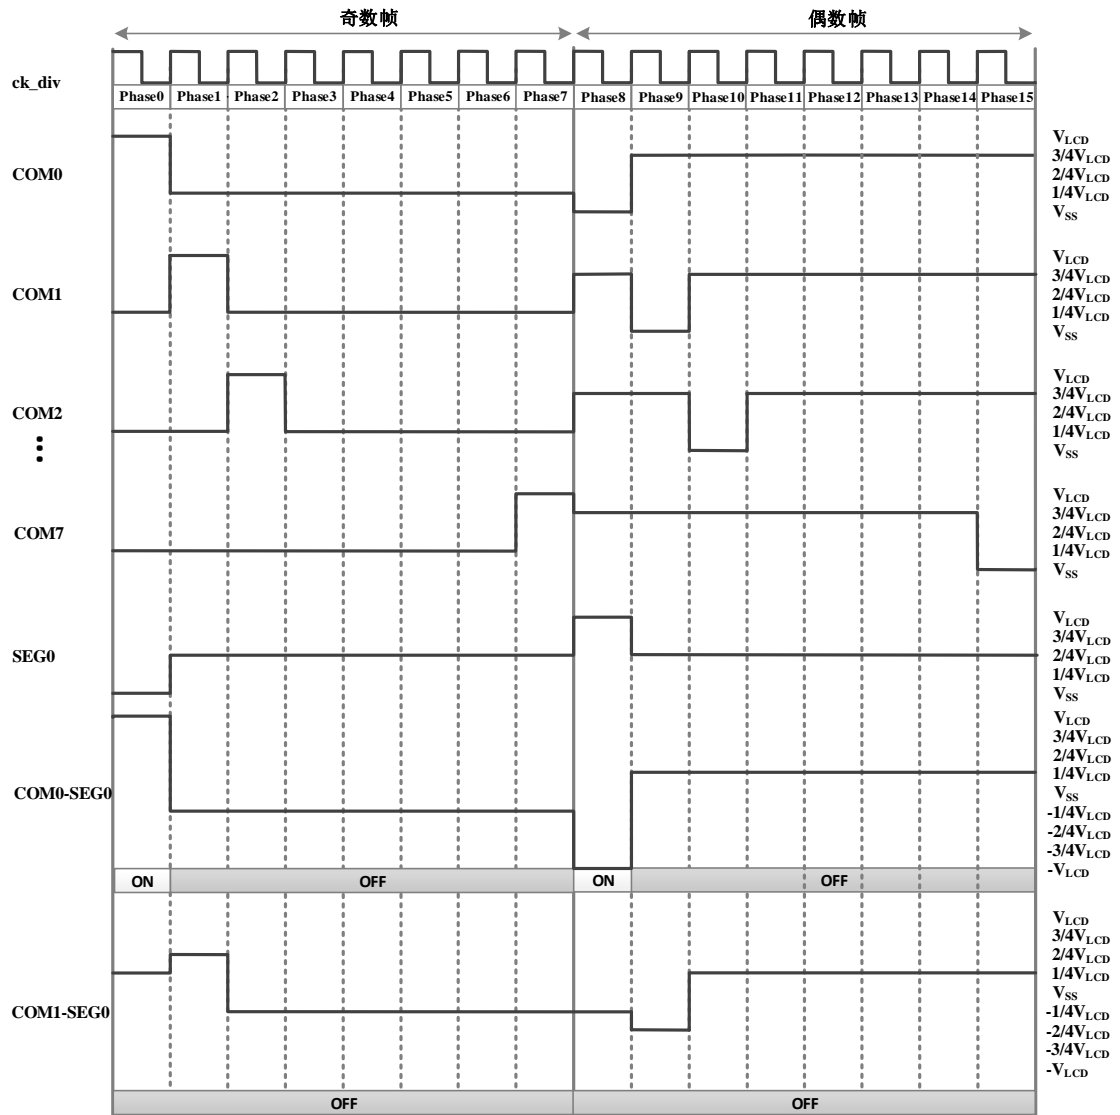 奇数帧 偶数帧
ck_div
Phase0 Phase1 Phase2 Phase3 Phase4 Phase5 Phase6 Phase7 Phase8 Phase9 Phase10 Phase11 Phase12 Phase13 Phase14 Phase15
COM0
VLCD
3/4VLCD
2/4VLCD
1/4VLCD
VSS
COM1
VLCD
3/4VLCD
2/4VLCD
1/4VLCD
VSS
COM2
VLCD
3/4VLCD
2/4VLCD
1/4VLCD
VSS
COM7
VLCD
3/4VLCD
2/4VLCD
1/4VLCD
VSS
SEG0
VLCD
3/4VLCD
2/4VLCD
1/4VLCD
VSS
COM0-SEG0
VLCD
3/4VLCD
2/4VLCD
1/4VLCD
VSS
-1/4VLCD
-2/4VLCD
-3/4VLCD
-VLCD
ON OFF ON OFF
COM1-SEG0
VLCD
3/4VLCD
2/4VLCD
1/4VLCD
VSS
-1/4VLCD
-2/4VLCD
-3/4VLCD
-VLCD
OFF OFF